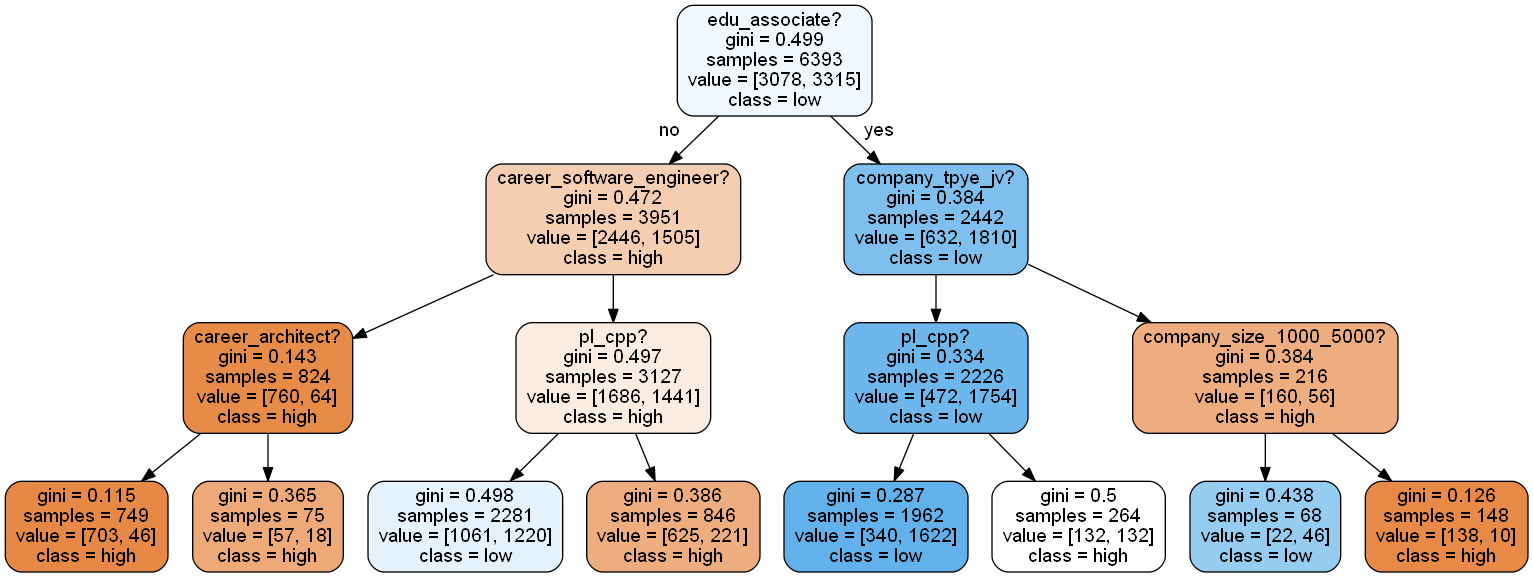 edu_associate?
gini = 0.499
samples = 6393
value = [3078, 3315]
class = low
no
yes
career_software_engineer?
gini = 0.472
samples = 3951
value = [2446, 1505]
class = high
company_tpye_jv?
gini = 0.384
samples = 2442
value = [632, 1810]
class = low
career_architect?
gini = 0.143
samples = 824
value = [760, 64]
class = high
pl_cpp?
gini = 0.497
samples = 3127
value = [1686, 1441]
class = high
pl_cpp?
gini = 0.334
samples = 2226
value = [472, 1754]
class = low
company_size_1000_5000?
gini = 0.384
samples = 216
value = [160, 56]
class = high
gini = 0.115
samples = 749
value = [703, 46]
class = high
gini = 0.365
samples = 75
value = [57, 18]
class = high
gini = 0.498
samples = 2281
value = [1061, 1220]
class = low
gini = 0.386
samples = 846
value = [625, 221]
class = high
gini = 0.287
samples = 1962
value = [340, 1622]
class = low
gini = 0.5
samples = 264
value = [132, 132]
class = high
gini = 0.438
samples = 68
value = [22, 46]
class = low
gini = 0.126
samples = 148
value = [138, 10]
class = high